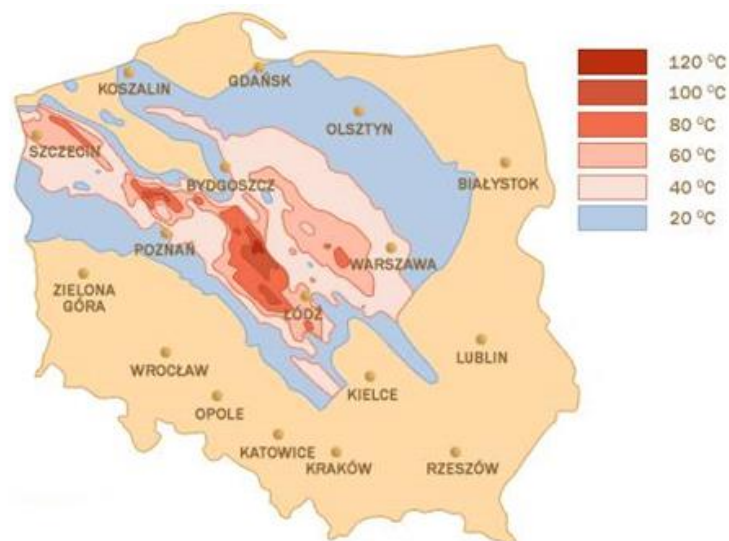 120 °C
100 °C
80 °C
60 °C
40 °C
20 °C
KOSZALIN
GDAŃSK
OLSZTYN
SZCZECIN
BYDGOSZCZ
BIAŁYSTOK
POZNAŃ
WARSZAWA
ZIELONA
GÓRA
ŁÓDŹ
WROCŁAW
LUBLIN
KIELCE
OPOLE
KATOWICE
KRAKÓW
RZESZÓW